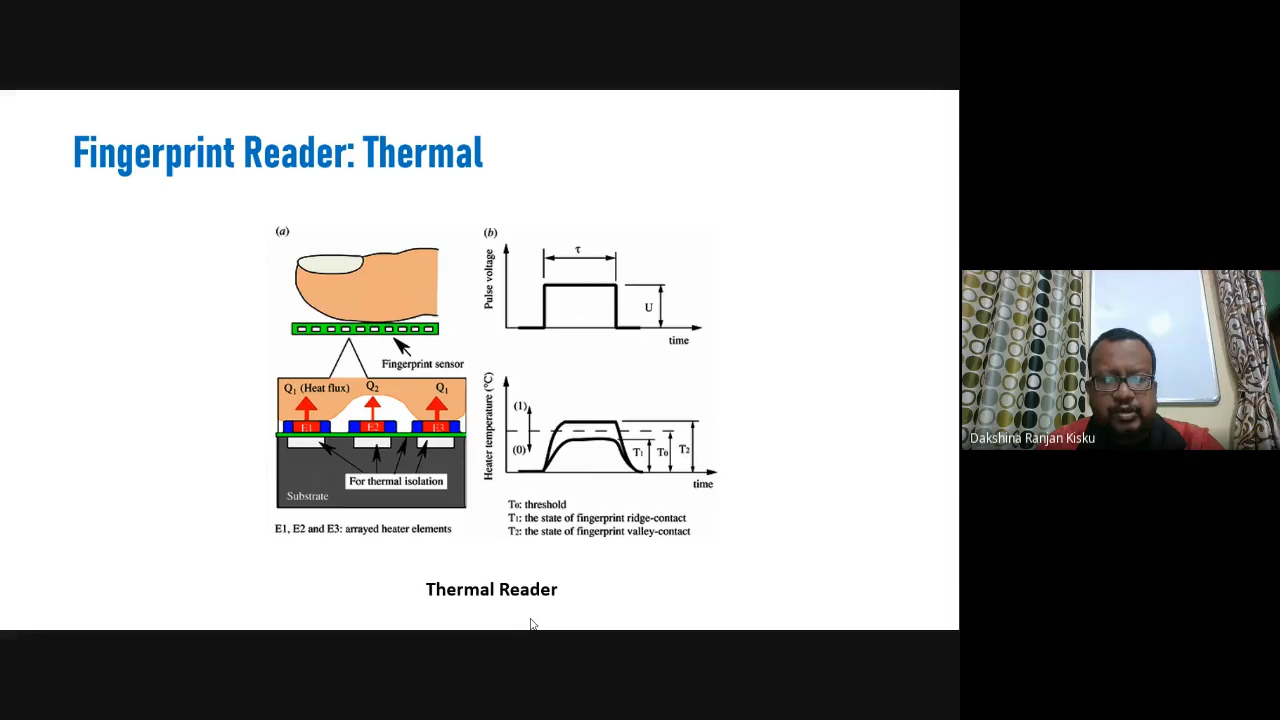 Fingerprint Reader: Thermal
(a)
Fingerprint sensor
Q₁ (Heat flux) Q₂ Q₁
E1 E2 E3
For thermal isolation
Substrate
E1, E2 and E3: arrayed heater elements
(b)
Pulse voltage
τ
U
time
Heater temperature (°C)
(1)
(0)
T₁ T₀ T₂
time
T₀: threshold
T₁: the state of fingerprint ridge-contact
T₂: the state of fingerprint valley-contact
Thermal Reader
Dakshina Ranjan Kisku